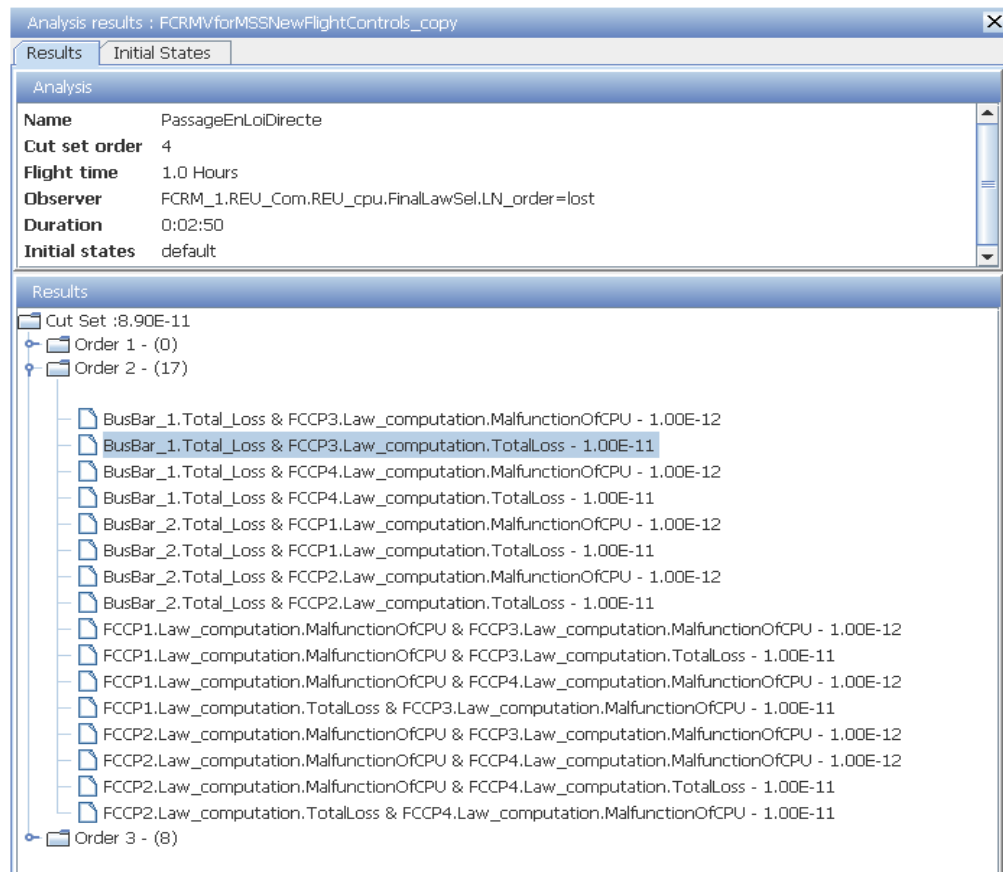 Analysis results : FCRMVforMSSNewFlightControls_copy
Results Initial States
Analysis
Name PassageEnLoiDirecte
Cut set order 4
Flight time 1.0 Hours
Observer FCRM_1.REU_Com.REU_cpu.FinalLawSel.LN_order=lost
Duration 0:02:50
Initial states default
Results
Cut Set :8.90E-11
Order 1 - (0)
Order 2 - (17)
BusBar_1.Total_Loss & FCCP3.Law_computation.MalfunctionOfCPU - 1.00E-12
BusBar_1.Total_Loss & FCCP3.Law_computation.TotalLoss - 1.00E-11
BusBar_1.Total_Loss & FCCP4.Law_computation.MalfunctionOfCPU - 1.00E-12
BusBar_1.Total_Loss & FCCP4.Law_computation.TotalLoss - 1.00E-11
BusBar_2.Total_Loss & FCCP1.Law_computation.MalfunctionOfCPU - 1.00E-12
BusBar_2.Total_Loss & FCCP1.Law_computation.TotalLoss - 1.00E-11
BusBar_2.Total_Loss & FCCP2.Law_computation.MalfunctionOfCPU - 1.00E-12
BusBar_2.Total_Loss & FCCP2.Law_computation.TotalLoss - 1.00E-11
FCCP1.Law_computation.MalfunctionOfCPU & FCCP3.Law_computation.MalfunctionOfCPU - 1.00E-12
FCCP1.Law_computation.MalfunctionOfCPU & FCCP3.Law_computation.TotalLoss - 1.00E-11
FCCP1.Law_computation.MalfunctionOfCPU & FCCP4.Law_computation.MalfunctionOfCPU - 1.00E-12
FCCP1.Law_computation.TotalLoss & FCCP3.Law_computation.MalfunctionOfCPU - 1.00E-11
FCCP2.Law_computation.MalfunctionOfCPU & FCCP3.Law_computation.MalfunctionOfCPU - 1.00E-12
FCCP2.Law_computation.MalfunctionOfCPU & FCCP4.Law_computation.MalfunctionOfCPU - 1.00E-12
FCCP2.Law_computation.MalfunctionOfCPU & FCCP4.Law_computation.TotalLoss - 1.00E-11
FCCP2.Law_computation.TotalLoss & FCCP4.Law_computation.MalfunctionOfCPU - 1.00E-11
Order 3 - (8)